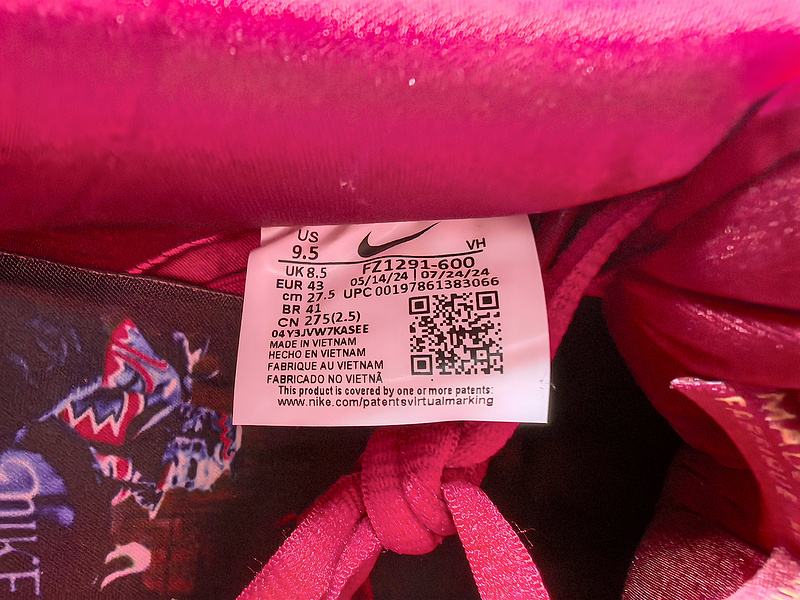 US
9.5
VH
UK 8.5
FZ1291-600
EUR 43
05/14/24 | 07/24/24
cm 27.5
UPC 00197861383066
BR 41
CN 275(2.5)
04Y3JVW7KASEE
MADE IN VIETNAM
HECHO EN VIETNAM
FABRIQUE AU VIETNAM
FABRICADO NO VIETNÃ
This product is covered by one or more patents:
www.nike.com/patentsvirtualmarking
NIKE